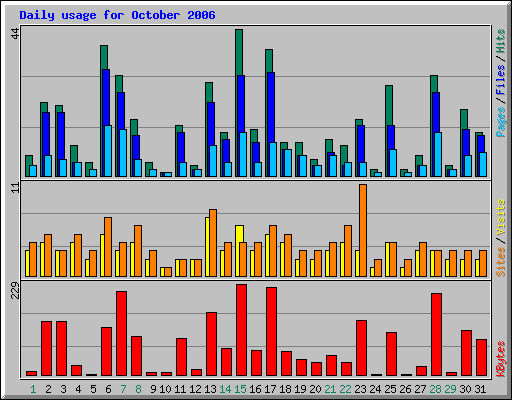 Daily usage for October 2006
44
Pages / Files / Hits
11
Sites / Visits
229
KBytes
1 2 3 4 5 6 7 8 9 10 11 12 13 14 15 16 17 18 19 20 21 22 23 24 25 26 27 28 29 30 31